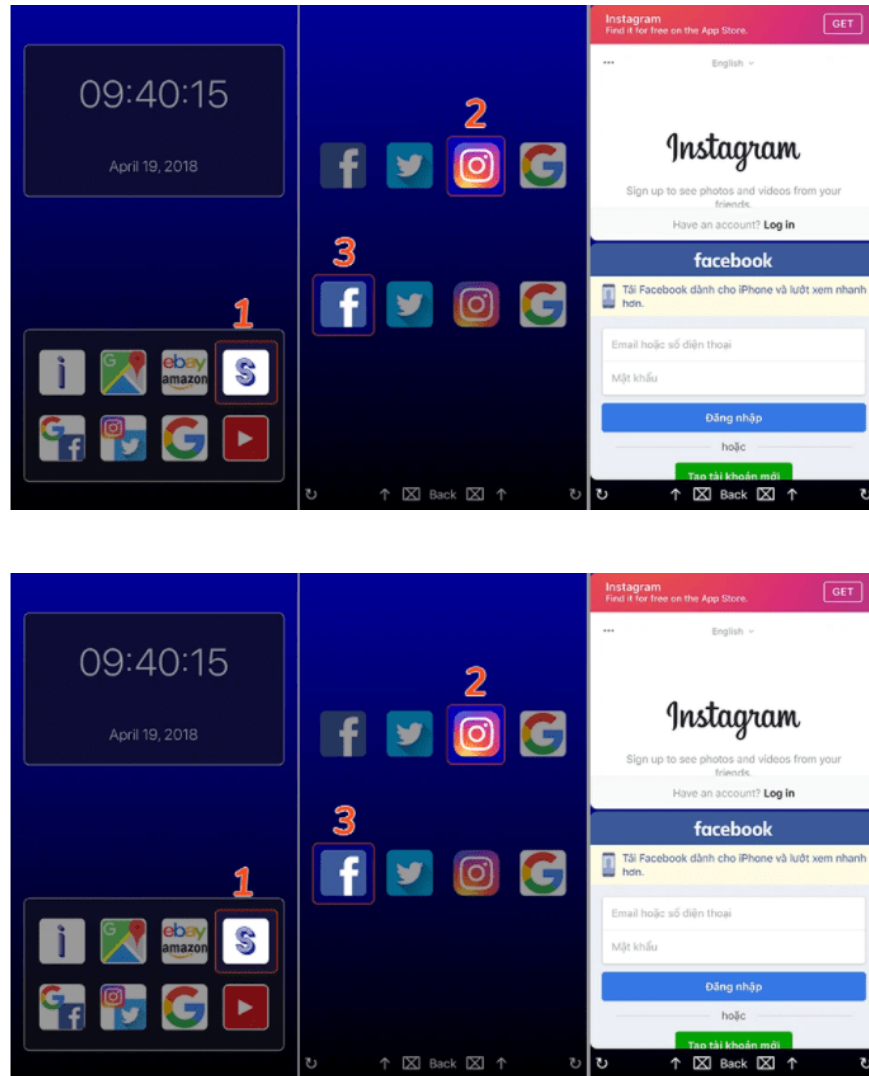 09:40:15
April 19, 2018
1
i
G
ebay
amazon
S
G f
G
2
f
G
3
f
G
↻ ↑ Back ↑ ↻
Instagram
Find it for free on the App Store.
GET
English
Instagram
Sign up to see photos and videos from your
friends.
Have an account? Log in
facebook
Tải Facebook dành cho iPhone và lướt xem nhanh
hơn.
Email hoặc số điện thoại
Mật khẩu
Đăng nhập
hoặc
Tạo tài khoản mới
↻ ↑ Back ↑ ↻
09:40:15
April 19, 2018
1
i
G
ebay
amazon
S
G f
G
2
f
G
3
f
G
↻ ↑ Back ↑ ↻
Instagram
Find it for free on the App Store.
GET
English
Instagram
Sign up to see photos and videos from your
friends.
Have an account? Log in
facebook
Tải Facebook dành cho iPhone và lướt xem nhanh
hơn.
Email hoặc số điện thoại
Mật khẩu
Đăng nhập
hoặc
Tạo tài khoản mới
↻ ↑ Back ↑ ↻